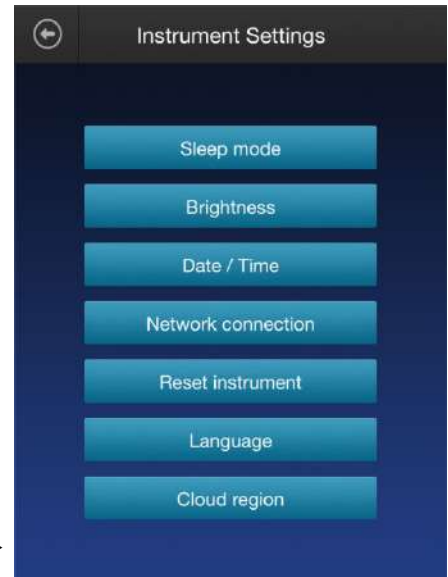 Instrument Settings
Sleep mode
Brightness
Date / Time
Network connection
Reset instrument
Language
Cloud region